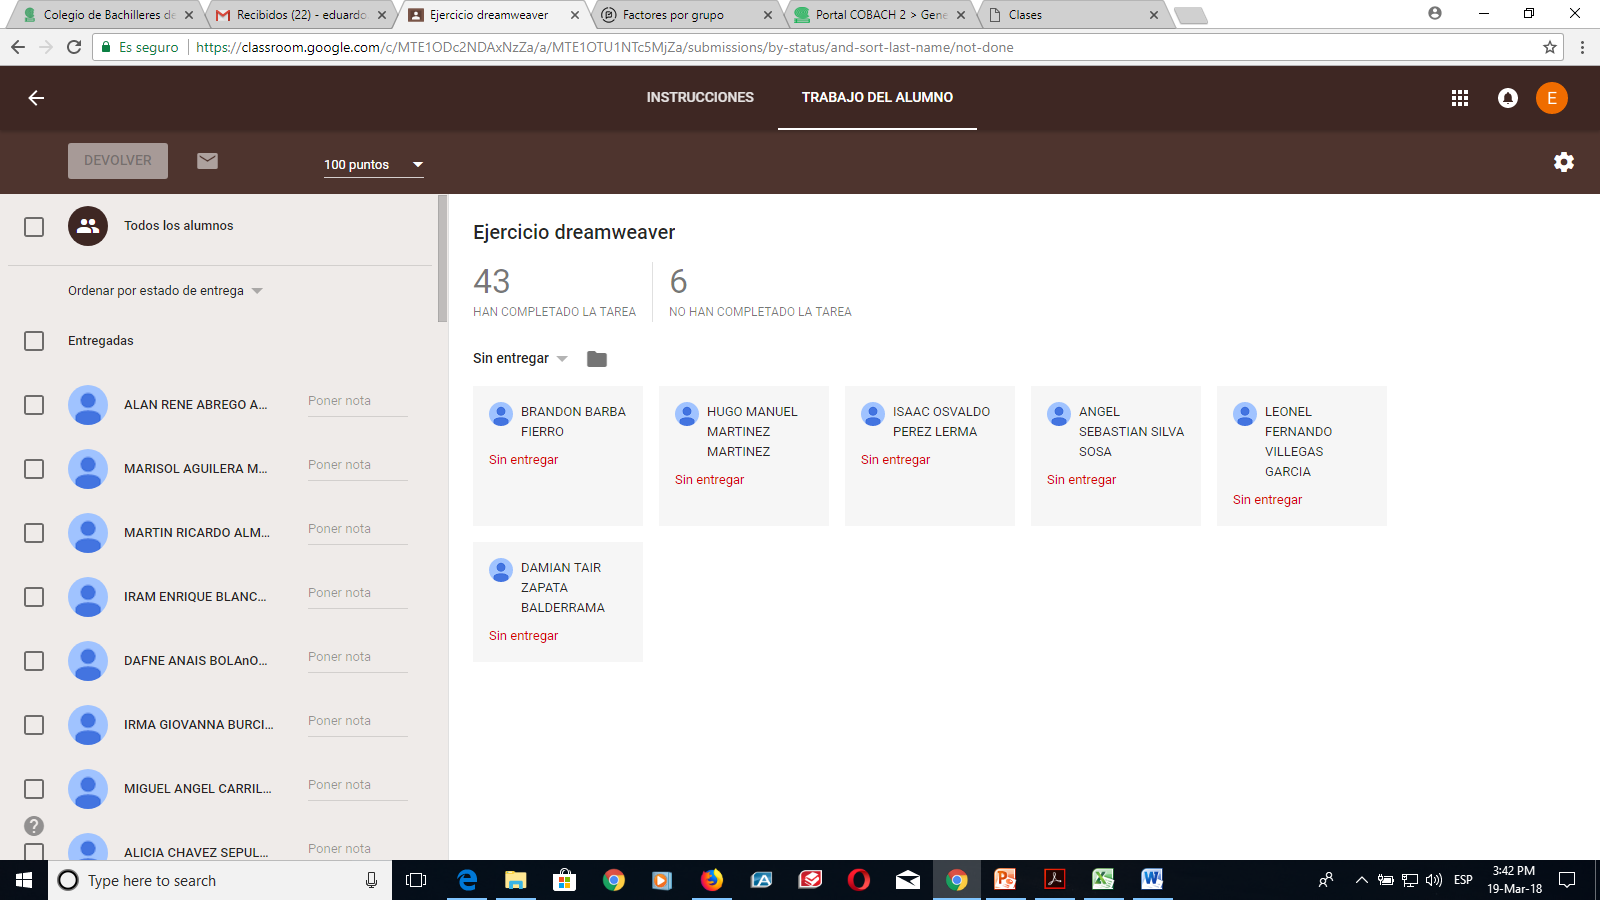 Colegio de Bachilleres de
Recibidos (22) - eduardo
Ejercicio dreamweaver
Factores por grupo
Portal COBACH 2 > Gene
Clases
Es seguro
https://classroom.google.com/c/MTE1ODc2NDAxNzZa/a/MTE1OTU1NTc5MjZa/submissions/by-status/and-sort-last-name/not-done
INSTRUCCIONES
TRABAJO DEL ALUMNO
E
DEVOLVER
100 puntos
Todos los alumnos
Ordenar por estado de entrega
Entregadas
ALAN RENE ABREGO A...
Poner nota
MARISOL AGUILERA M...
Poner nota
MARTIN RICARDO ALM...
Poner nota
IRAM ENRIQUE BLANC...
Poner nota
DAFNE ANAIS BOLAnO...
Poner nota
IRMA GIOVANNA BURCI...
Poner nota
MIGUEL ANGEL CARRIL...
Poner nota
ALICIA CHAVEZ SEPUL...
Poner nota
Ejercicio dreamweaver
43
HAN COMPLETADO LA TAREA
6
NO HAN COMPLETADO LA TAREA
Sin entregar
BRANDON BARBA
FIERRO
Sin entregar
HUGO MANUEL
MARTINEZ
MARTINEZ
Sin entregar
ISAAC OSVALDO
PEREZ LERMA
Sin entregar
ANGEL
SEBASTIAN SILVA
SOSA
Sin entregar
LEONEL
FERNANDO
VILLEGAS
GARCIA
Sin entregar
DAMIAN TAIR
ZAPATA
BALDERRAMA
Sin entregar
Type here to search
ESP
3:42 PM
19-Mar-18